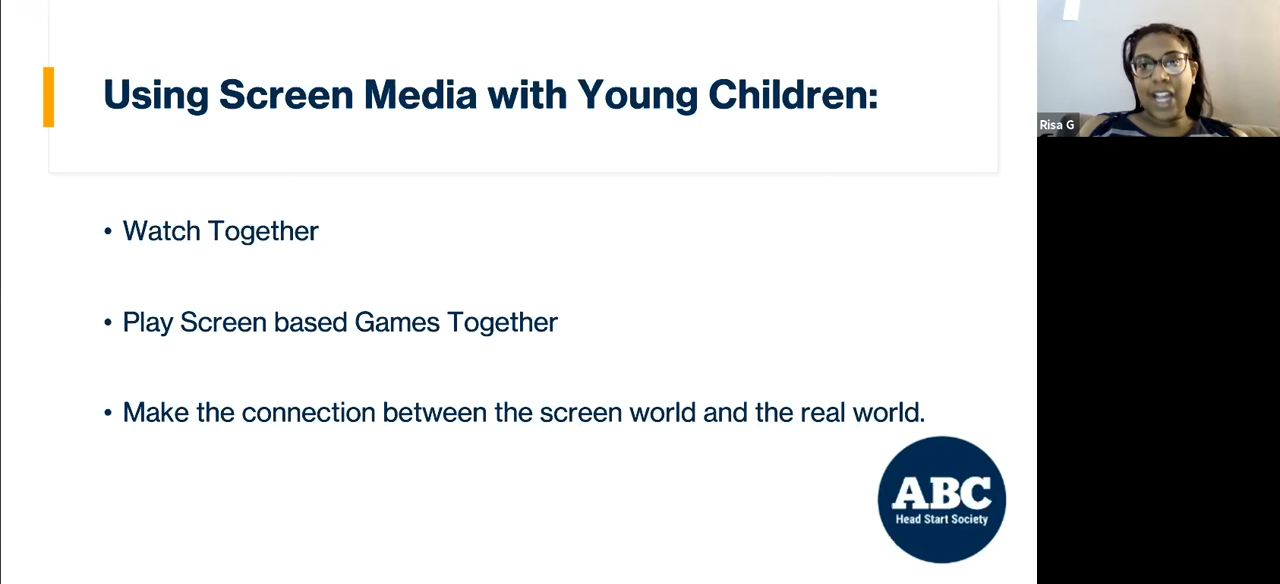 Using Screen Media with Young Children:
Risa G
• Watch Together
• Play Screen based Games Together
• Make the connection between the screen world and the real world.
ABC
Head Start Society